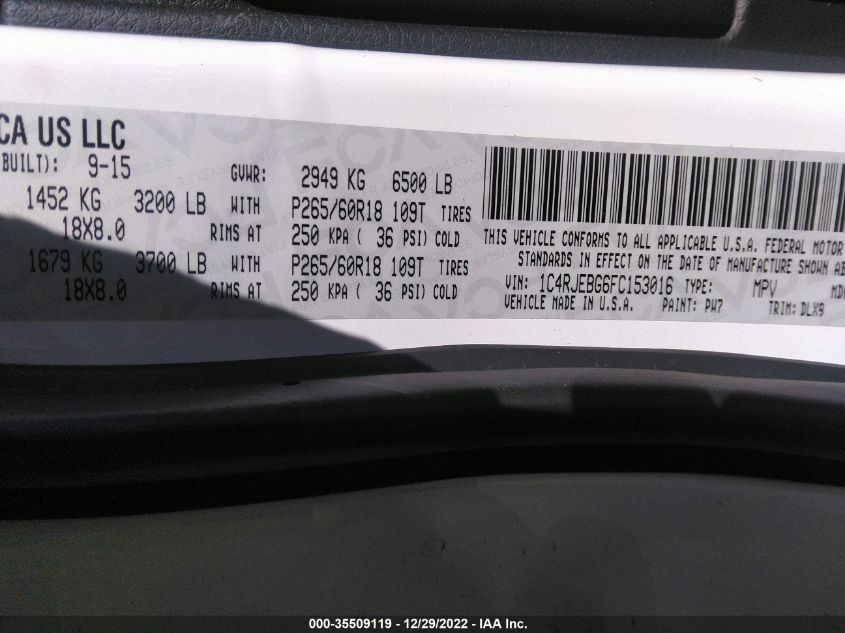 CA US LLC
BUILT): 9-15 GVWR: 2949 KG 6500 LB
1452 KG 3200 LB WITH P265/60R18 109T TIRES
18X8.0 RIMS AT 250 KPA ( 36 PSI) COLD
1679 KG 3700 LB WITH P265/60R18 109T TIRES
18X8.0 RIMS AT 250 KPA ( 36 PSI) COLD
THIS VEHICLE CONFORMS TO ALL APPLICABLE U.S.A. FEDERAL MOTOR
STANDARDS IN EFFECT ON THE DATE OF MANUFACTURE SHOWN AB
VIN: 1C4RJEBG6FC153016 TYPE: MPV MD
VEHICLE MADE IN U.S.A. PAINT: PW7 TRIM: DLX9
000-35509119 - 12/29/2022 - IAA Inc.